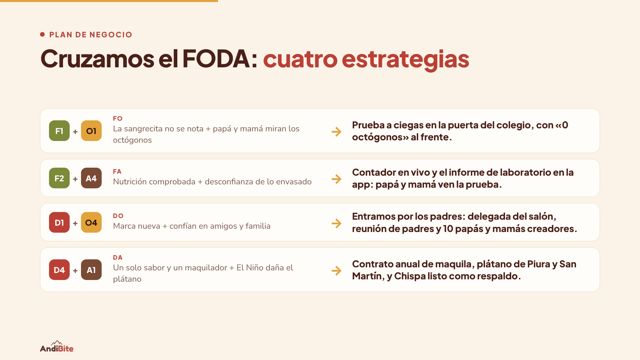 PLAN DE NEGOCIO
Cruzamos el FODA: cuatro estrategias
F1 + O1
FO
La sangrecita no se nota + papá y mamá miran los
octógonos
→
Prueba a ciegas en la puerta del colegio, con «0
octógonos» al frente.
F2 + A4
FA
Nutrición comprobada + desconfianza de lo envasado
→
Contador en vivo y el informe de laboratorio en la
app: papá y mamá ven la prueba.
D1 + O4
DO
Marca nueva + confían en amigos y familia
→
Entramos por los padres: delegada del salón,
reunión de padres y 10 papás y mamás creadores.
D4 + A1
DA
Un solo sabor y un maquilador + El Niño daña el
plátano
→
Contrato anual de maquila, plátano de Piura y San
Martín, y Chispa listo como respaldo.
AndiBite